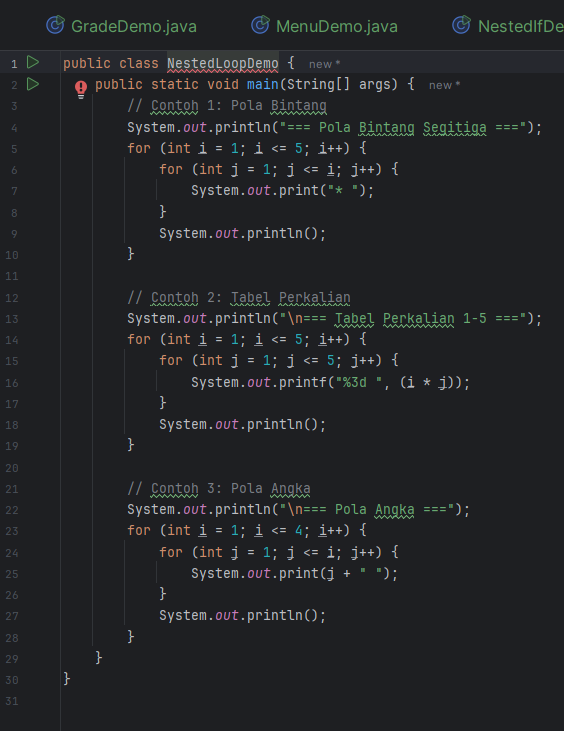 GradeDemo.java MenuDemo.java NestedIfDe
1 public class NestedLoopDemo { new *
2 public static void main(String[] args) { new *
3 // Contoh 1: Pola Bintang
4 System.out.println("=== Pola Bintang Segitiga ===");
5 for (int i = 1; i <= 5; i++) {
6 for (int j = 1; j <= i; j++) {
7 System.out.print("* ");
8 }
9 System.out.println();
10 }
11
12 // Contoh 2: Tabel Perkalian
13 System.out.println("\n=== Tabel Perkalian 1-5 ===");
14 for (int i = 1; i <= 5; i++) {
15 for (int j = 1; j <= 5; j++) {
16 System.out.printf("%3d ", (i * j));
17 }
18 System.out.println();
19 }
20
21 // Contoh 3: Pola Angka
22 System.out.println("\n=== Pola Angka ===");
23 for (int i = 1; i <= 4; i++) {
24 for (int j = 1; j <= i; j++) {
25 System.out.print(j + " ");
26 }
27 System.out.println();
28 }
29 }
30 }
31